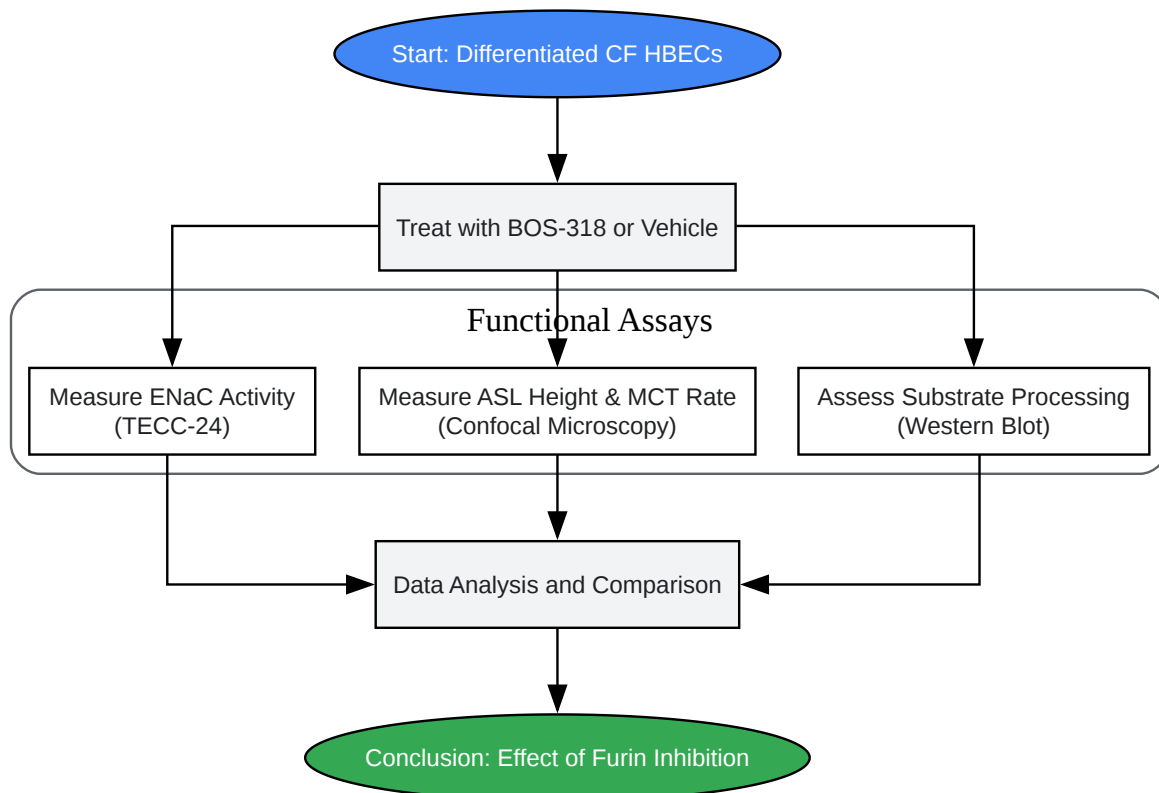 Start: Differentiated CF HBECs
Treat with BOS-318 or Vehicle
Functional Assays
Measure ENaC Activity
(TECC-24)
Measure ASL Height & MCT Rate
(Confocal Microscopy)
Assess Substrate Processing
(Western Blot)
Data Analysis and Comparison
Conclusion: Effect of Furin Inhibition